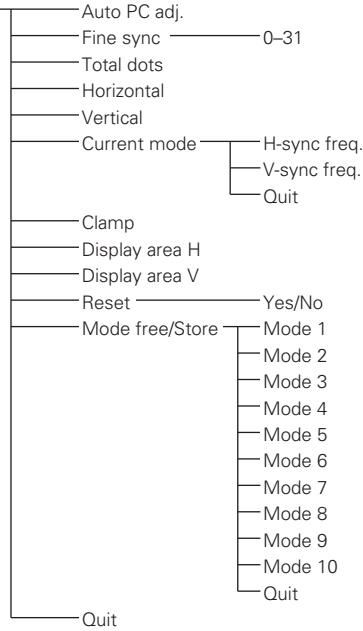 Auto PC adj.
Fine sync 0–31
Total dots
Horizontal
Vertical
Current mode H-sync freq.
V-sync freq.
Quit
Clamp
Display area H
Display area V
Reset Yes/No
Mode free/Store Mode 1
Mode 2
Mode 3
Mode 4
Mode 5
Mode 6
Mode 7
Mode 8
Mode 9
Mode 10
Quit
Quit